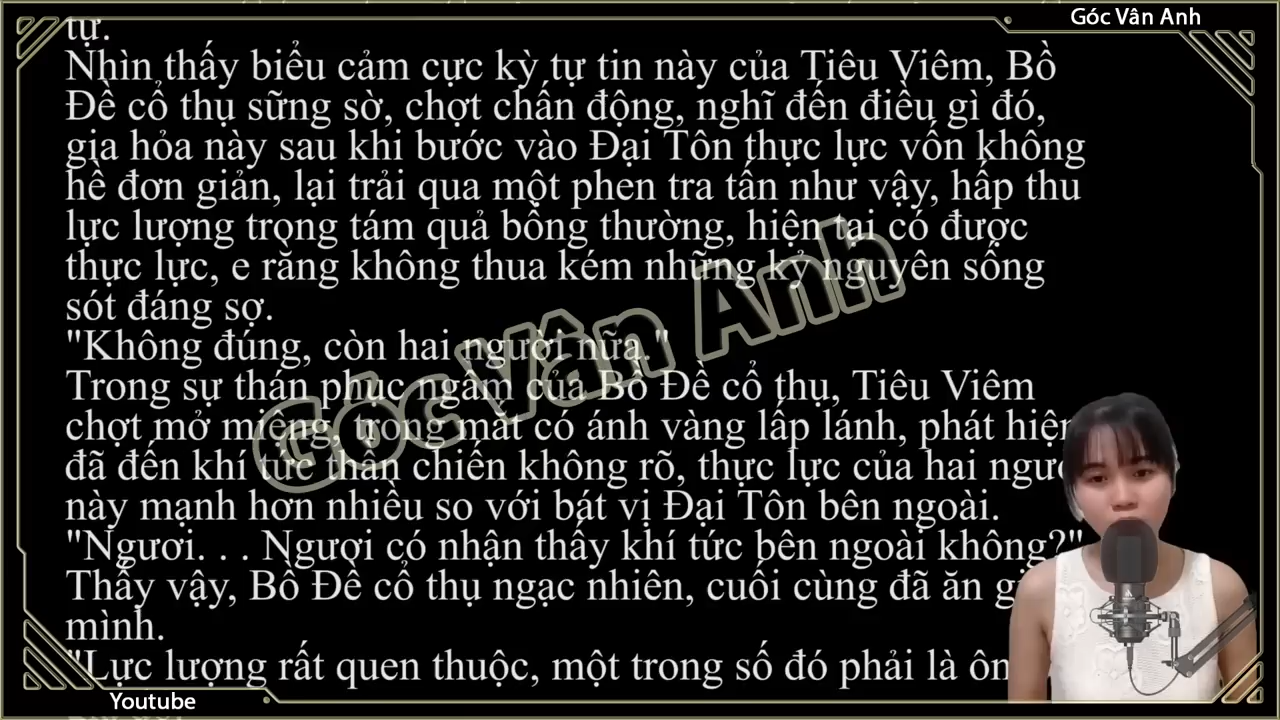 Góc Vân Anh
tự.
Nhìn thấy biểu cảm cực kỳ tự tin này của Tiêu Viêm, Bồ
Đề cổ thụ sững sờ, chợt chấn động, nghĩ đến điều gì đó,
gia hỏa này sau khi bước vào Đại Tôn thực lực vốn không
hề đơn giản, lại trải qua một phen tra tấn như vậy, hấp thu
lực lượng trong tám quả bồng thường, hiện tại có được
thực lực, e rằng không thua kém những kỷ nguyên sống
sót đáng sợ.
"Không đúng, còn hai người nữa."
Trong sự thán phục ngầm của Bồ Đề cổ thụ, Tiêu Viêm
chợt mở miệng, trong mắt có ánh vàng lấp lánh, phát hiện
đã đến khí tức thần chiến không rõ, thực lực của hai
này mạnh hơn nhiều so với bát vị Đại Tôn bên ngoài.
"Ngươi. . . Ngươi có nhận thấy khí tức bên ngoài không?"
Thấy vậy, Bồ Đề cổ thụ ngạc nhiên, cuối cùng đã ăn
mình.
"Lực lượng rất quen thuộc, một trong số đó phải là
Góc Vân Anh
Youtube